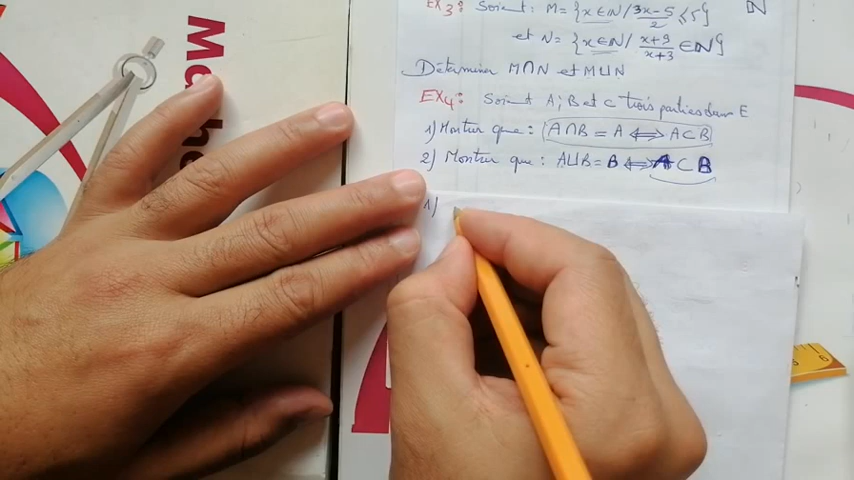 EX3: Soient: M = {x∈ℕ / 3x-5/2 ≤ 5}
ℕ
et N = {x∈ℕ / x+9/x+3 ∈ ℕ}
Déterminer M∩N et M∪N
EX4: Soient A; B et C trois parties dans E
1) Montrer que: A∩B = A ⟺ A⊂B
2) Montrer que: A∪B = B ⟺ A⊂B
1)
Mathe